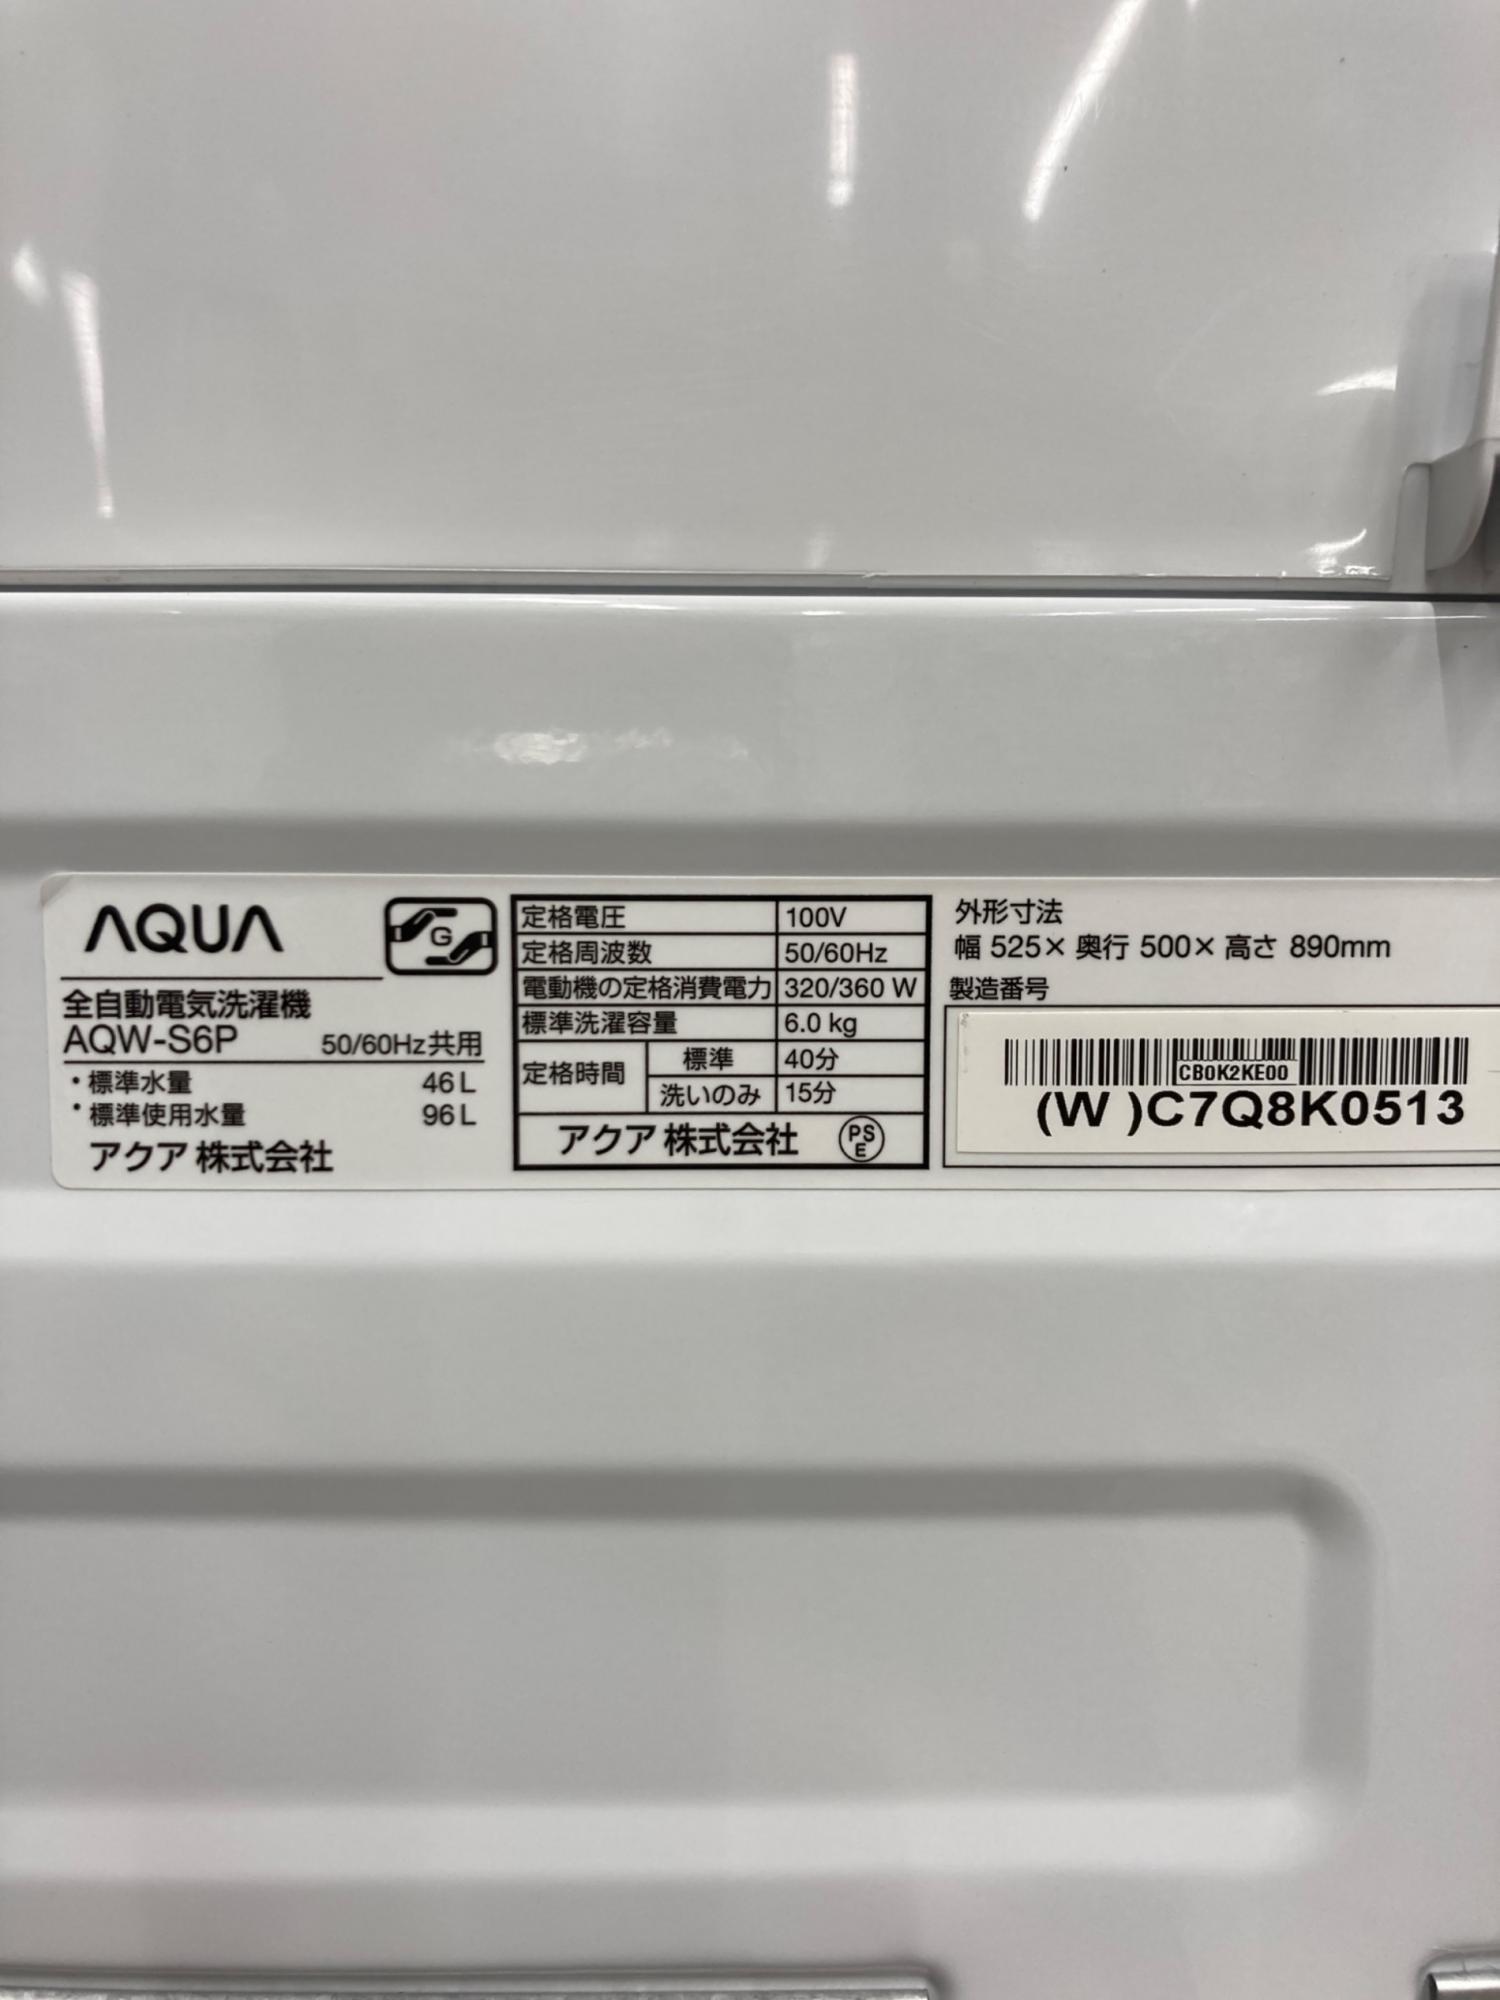 AQUA
G
全自動電気洗濯機
AQW-S6P 50/60Hz共用
・標準水量 46L
・標準使用水量 96L
アクア 株式会社
定格電圧 100V
定格周波数 50/60Hz
電動機の定格消費電力 320/360 W
標準洗濯容量 6.0 kg
定格時間 標準 40分
洗いのみ 15分
アクア 株式会社 PSE
外形寸法
幅 525× 奥行 500× 高さ 890mm
製造番号
CB0K2KE00
(W )C7Q8K0513